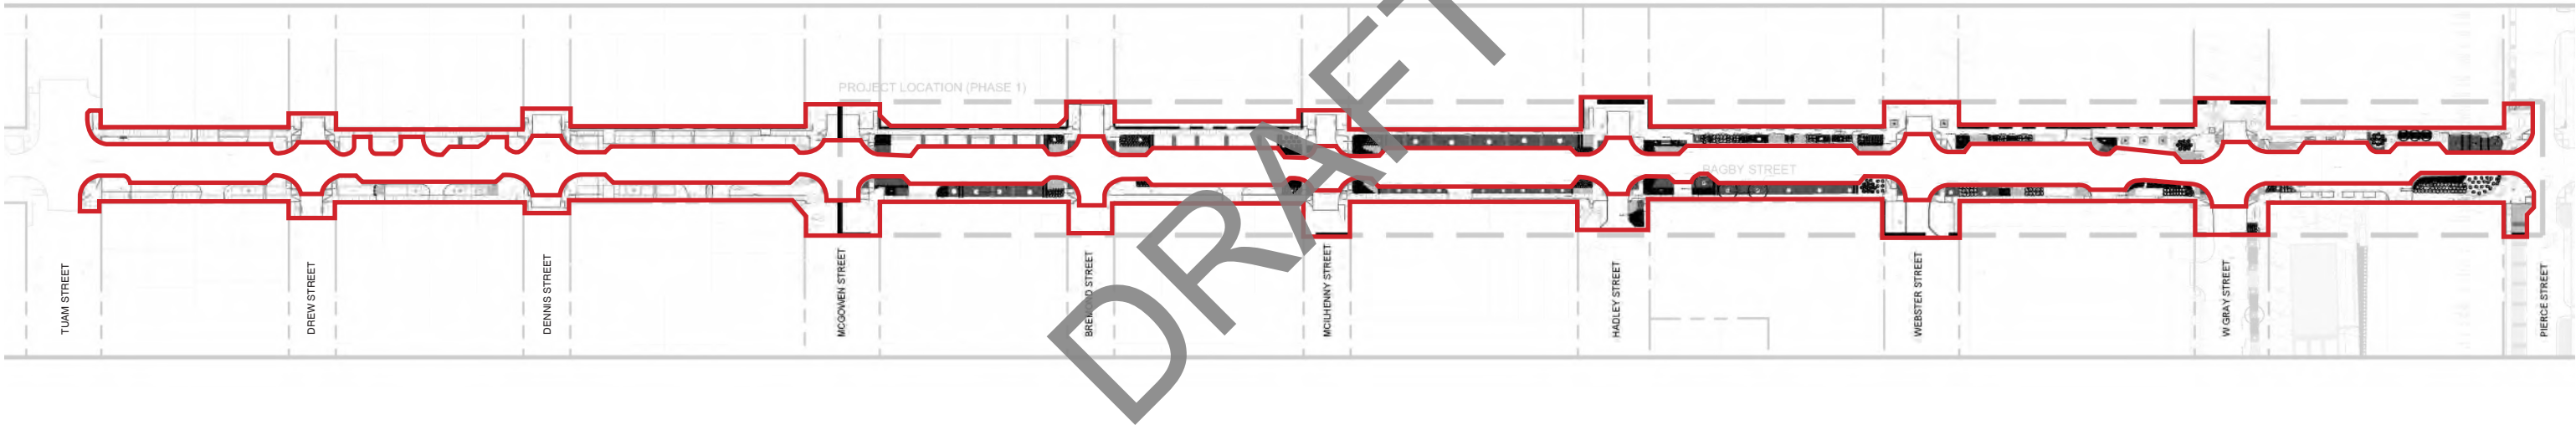 PROJECT LOCATION (PHASE 1)
BAGBY STREET
DRAFT
TUAM STREET
DREW STREET
DENNIS STREET
MCGOWEN STREET
STREET
MCILHENNY STREET
HADLEY STREET
WEBSTER STREET
W GRAY STREET
PIERCE STREET